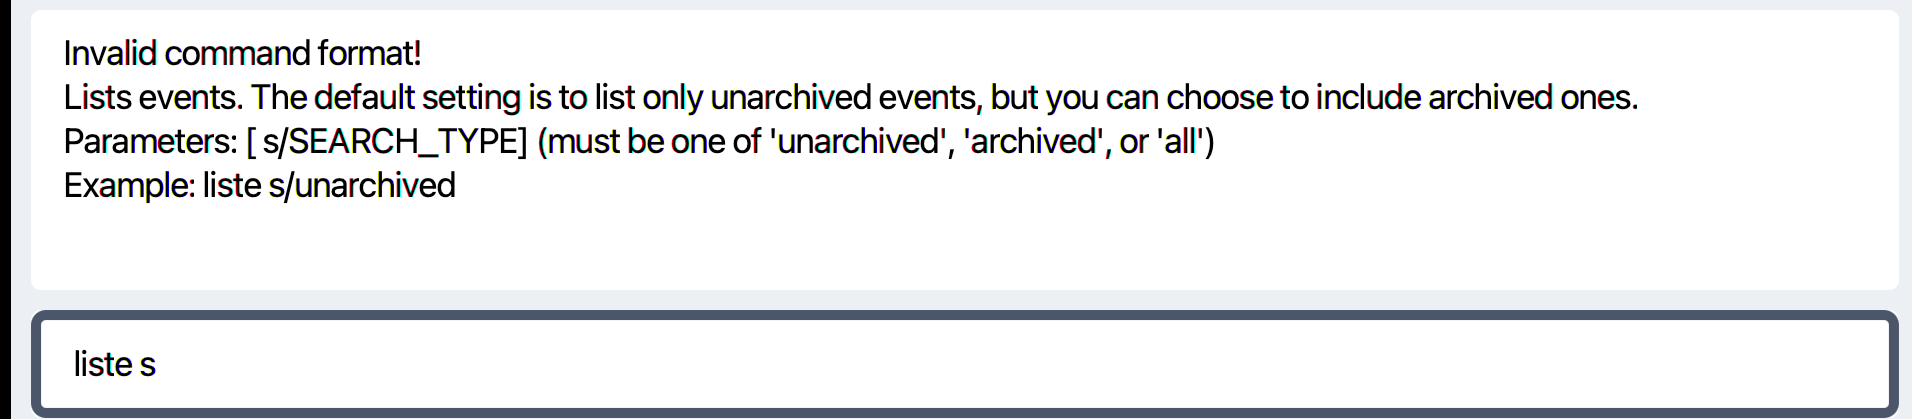 Invalid command format!
Lists events. The default setting is to list only unarchived events, but you can choose to include archived ones.
Parameters: [ s/SEARCH_TYPE] (must be one of 'unarchived', 'archived', or 'all')
Example: liste s/unarchived
liste s